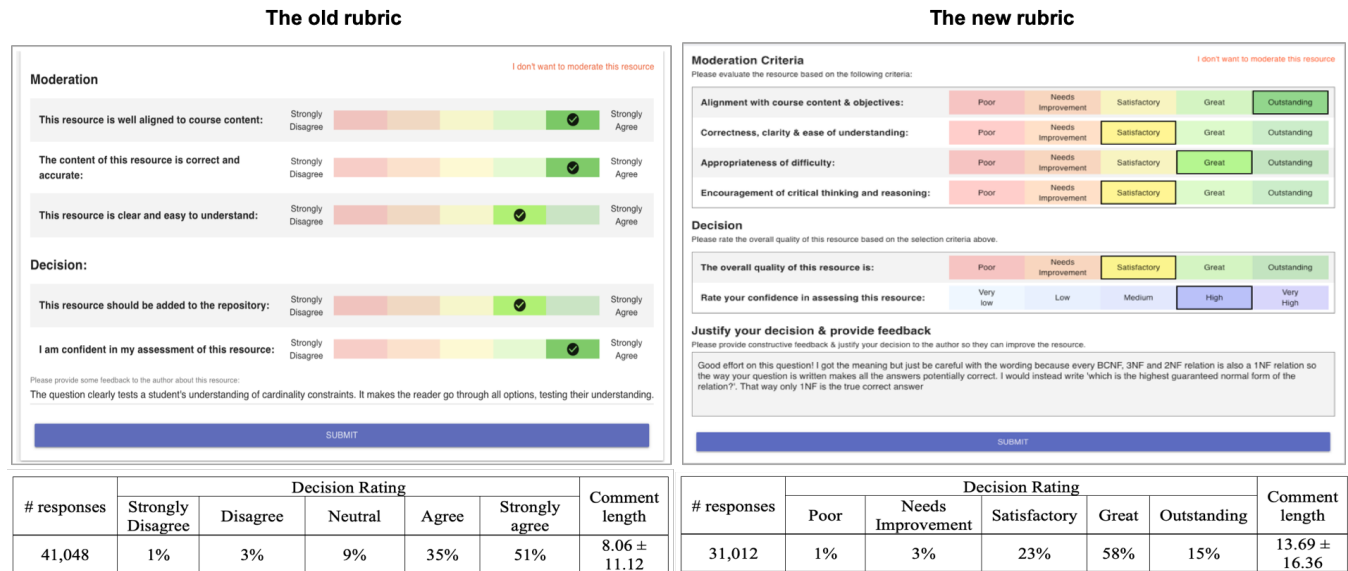 The old rubric
I don't want to moderate this resource
Moderation
This resource is well aligned to course content:
Strongly
Disagree
Strongly
Agree
The content of this resource is correct and
accurate:
Strongly
Disagree
Strongly
Agree
This resource is clear and easy to understand:
Strongly
Disagree
Strongly
Agree
Decision:
This resource should be added to the repository:
Strongly
Disagree
Strongly
Agree
I am confident in my assessment of this resource:
Strongly
Disagree
Strongly
Agree
Please provide some feedback to the author about this resource:
The question clearly tests a student's understanding of cardinality constraints. It makes the reader go through all options, testing their understanding.
SUBMIT
# responses
Decision Rating
Comment
length
Strongly
Disagree
Disagree
Neutral
Agree
Strongly
agree
41,048
1%
3%
9%
35%
51%
8.06 ±
11.12
The new rubric
Moderation Criteria
I don't want to moderate this resource
Please evaluate the resource based on the following criteria:
Alignment with course content & objectives:
Poor
Needs
Improvement
Satisfactory
Great
Outstanding
Correctness, clarity & ease of understanding:
Poor
Needs
Improvement
Satisfactory
Great
Outstanding
Appropriateness of difficulty:
Poor
Needs
Improvement
Satisfactory
Great
Outstanding
Encouragement of critical thinking and reasoning:
Poor
Needs
Improvement
Satisfactory
Great
Outstanding
Decision
Please rate the overall quality of this resource based on the selection criteria above.
The overall quality of this resource is:
Poor
Needs
Improvement
Satisfactory
Great
Outstanding
Rate your confidence in assessing this resource:
Very
low
Low
Medium
High
Very
High
Justify your decision & provide feedback
Please provide constructive feedback & justify your decision to the author so they can improve the resource.
Good effort on this question! I got the meaning but just be careful with the wording because every BCNF, 3NF and 2NF relation is also a 1NF relation so
the way your question is written makes all the answers potentially correct. I would instead write 'which is the highest guaranteed normal form of the
relation?'. That way only 1NF is the true correct answer
SUBMIT
# responses
Decision Rating
Comment
length
Poor
Needs
Improvement
Satisfactory
Great
Outstanding
31,012
1%
3%
23%
58%
15%
13.69 ±
16.36